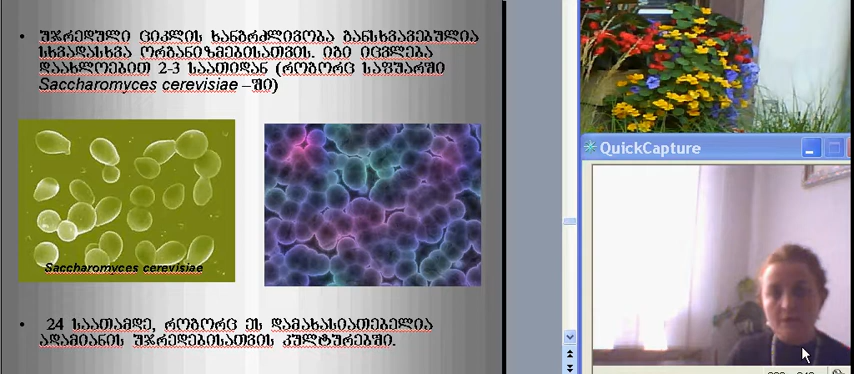 • უჯრედული ციკლის ხანგრძლივობა განსხვავებულია
სხვადასხვა ორგანიზმებისათვის. იგი იცვლება
დაახლოებით 2-3 საათიდან (როგორც საფუარში
Saccharomyces cerevisiae –ში)
Saccharomyces cerevisiae
• 24 საათამდე, როგორც ეს დამახასიათებელია
ადამიანის უჯრედებისათვის კულტურებში.
QuickCapture